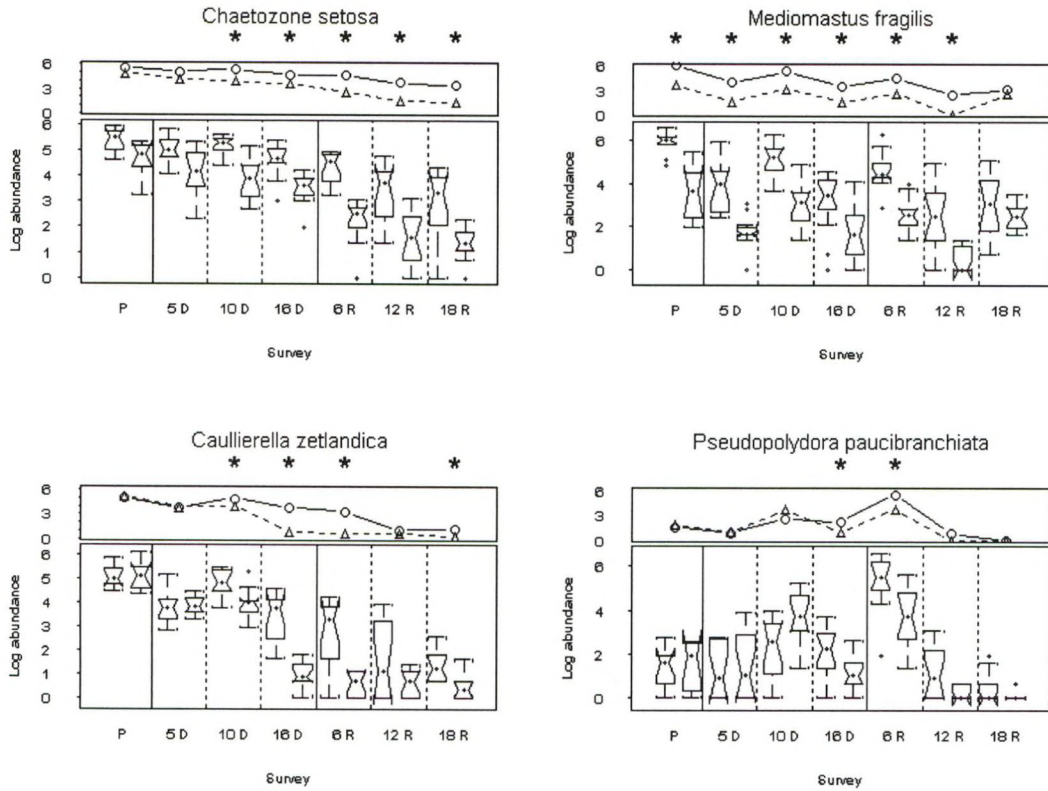 Chaetozone setosa
* * * * *
6
3
0
Log abundance
6
5
4
3
2
1
0
P 5 D 10 D 16 D 6 R 12 R 18 R
Survey
Mediomastus fragilis
* * * * * *
6
3
0
Log abundance
6
4
2
0
P 5 D 10 D 16 D 6 R 12 R 18 R
Survey
Caullierella zetlandica
* * * *
6
3
0
Log abundance
6
5
4
3
2
1
0
P 5 D 10 D 16 D 6 R 12 R 18 R
Survey
Pseudopolydora paucibranchiata
* *
6
3
0
Log abundance
6
4
2
0
P 5 D 10 D 16 D 6 R 12 R 18 R
Survey